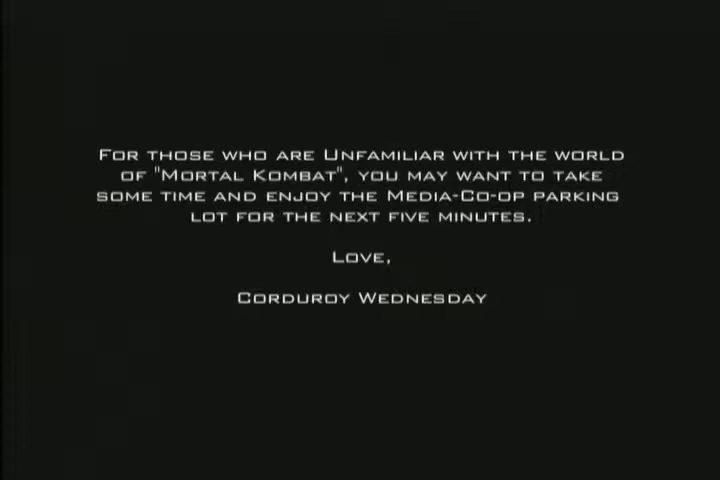 For those who are Unfamiliar with the world
of "Mortal Kombat", you may want to take
some time and enjoy the Media-Co-op parking
lot for the next five minutes.
Love,
Corduroy Wednesday